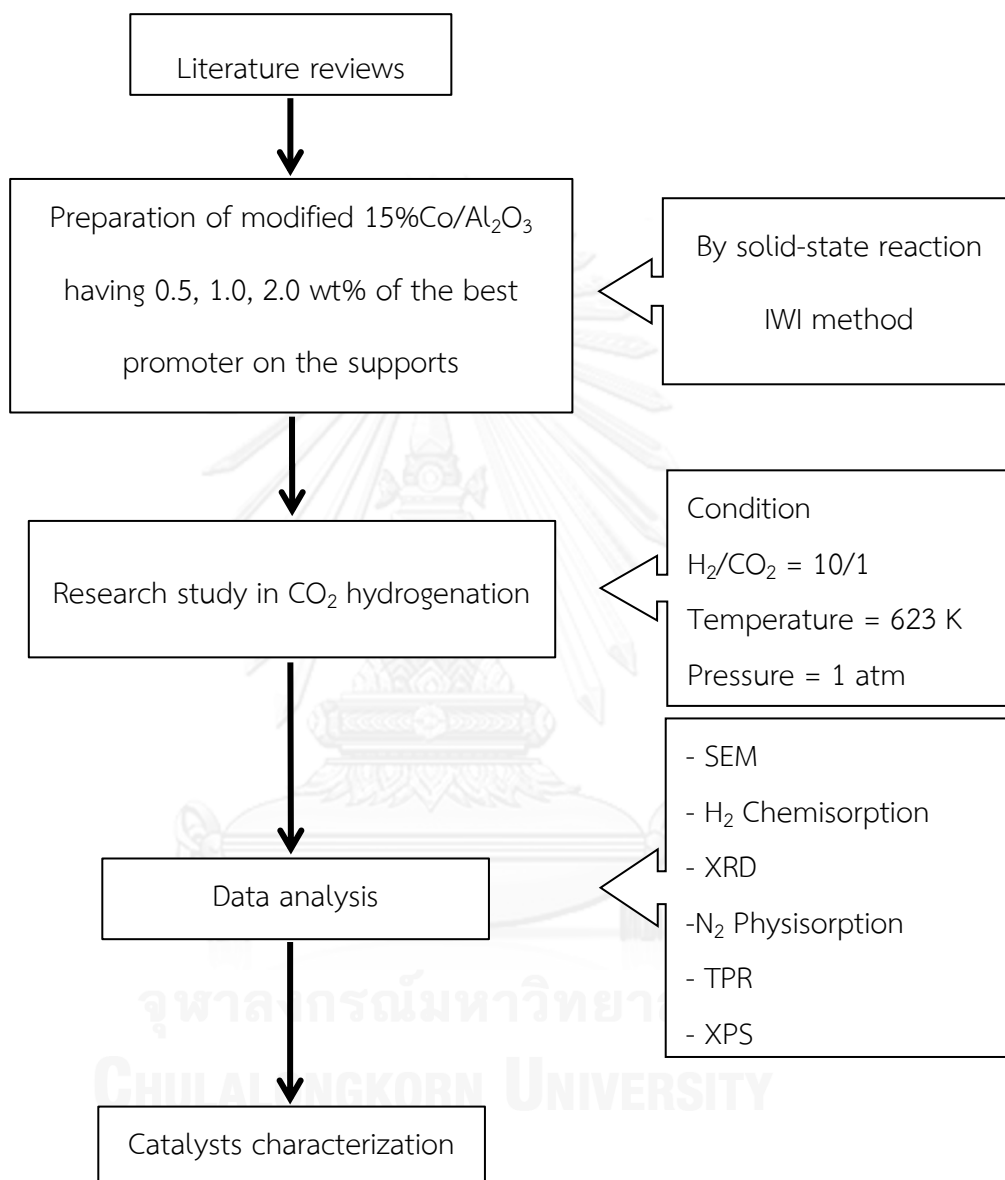 Literature reviews
Preparation of modified 15%Co/Al₂O₃
having 0.5, 1.0, 2.0 wt% of the best
promoter on the supports
By solid-state reaction
IWI method
Research study in CO₂ hydrogenation
Condition
H₂/CO₂ = 10/1
Temperature = 623 K
Pressure = 1 atm
Data analysis
- SEM
- H₂ Chemisorption
- XRD
-N₂ Physisorption
- TPR
- XPS
Catalysts characterization
CHULALONGKORN UNIVERSITY